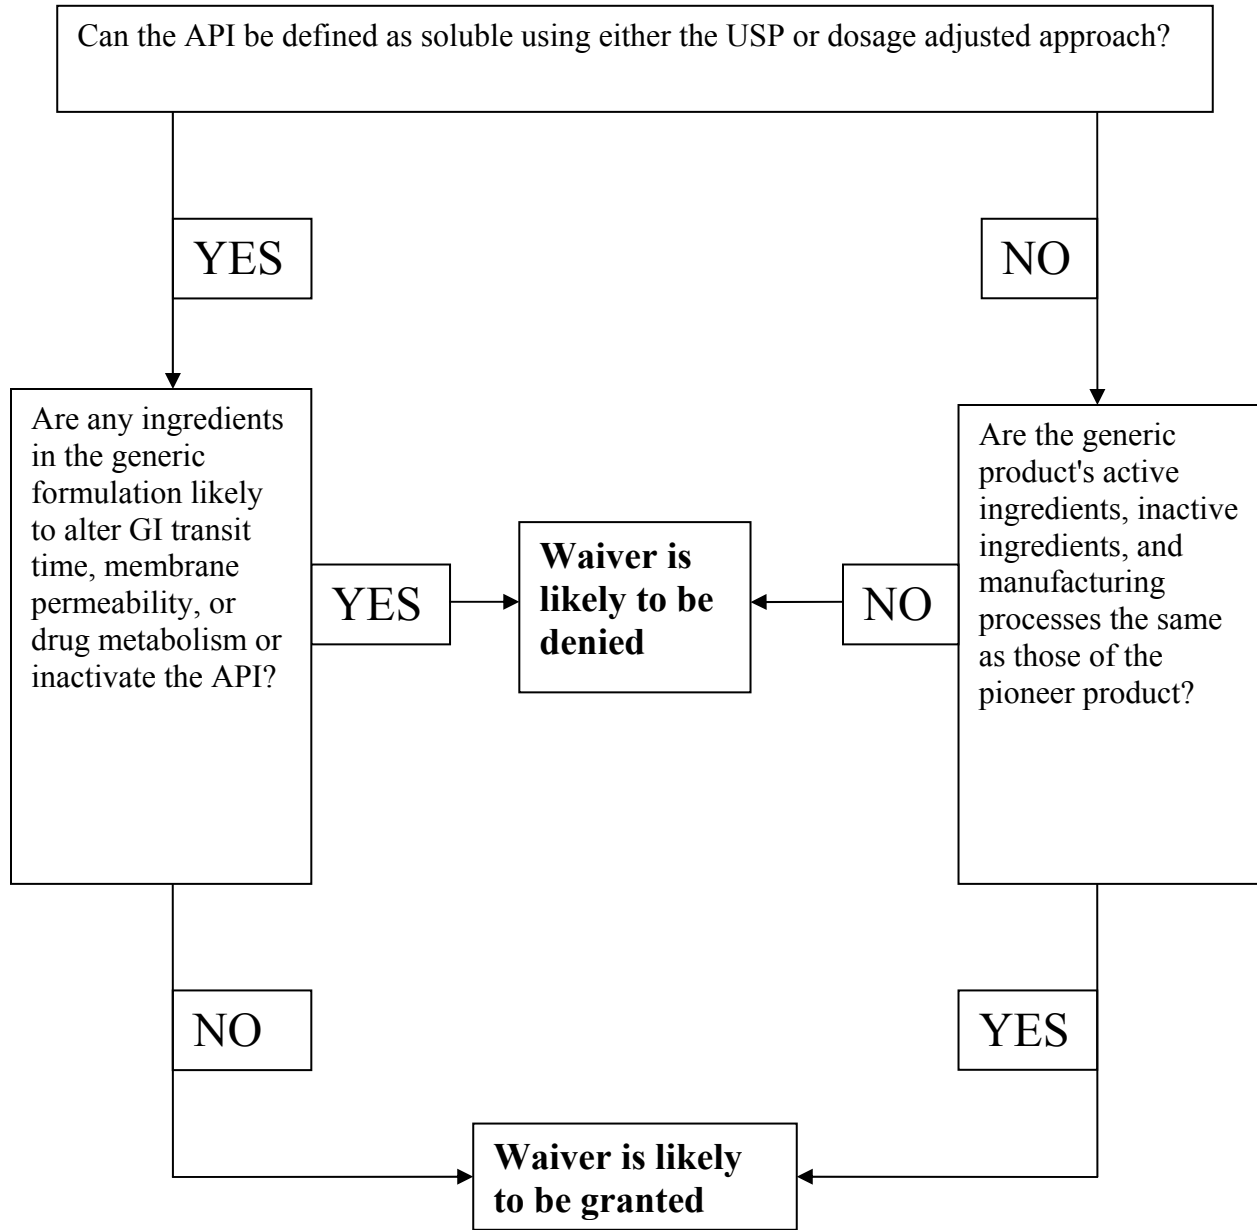 Can the API be defined as soluble using either the USP or dosage adjusted approach?
YES
NO
Are any ingredients
in the generic
formulation likely
to alter GI transit
time, membrane
permeability, or
drug metabolism or
inactivate the API?
YES
Waiver is
likely to be
denied
NO
Are the generic
product's active
ingredients, inactive
ingredients, and
manufacturing
processes the same
as those of the
pioneer product?
NO
YES
Waiver is likely
to be granted